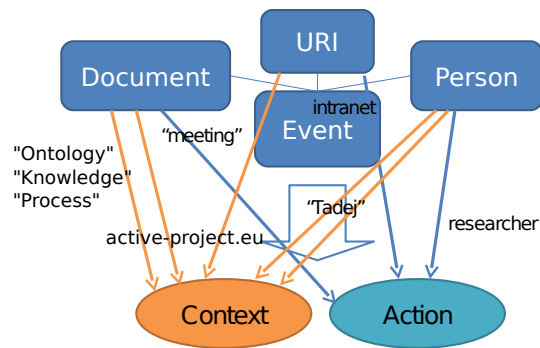 URI
Document
Person
intranet
Event
“meeting”
"Ontology"
"Knowledge"
"Process"
“Tadej”
researcher
active-project.eu
Context
Action